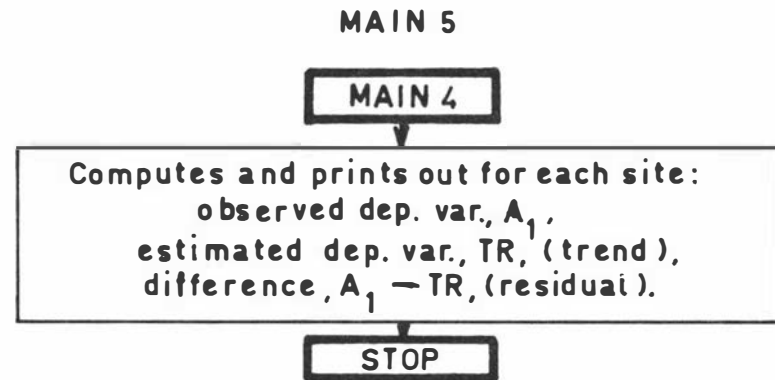 MAIN 5
MAIN 4
Computes and prints out for each site:
observed dep. var., A₁,
estimated dep. var., TR, (trend),
difference, A₁ — TR, (residual).
STOP